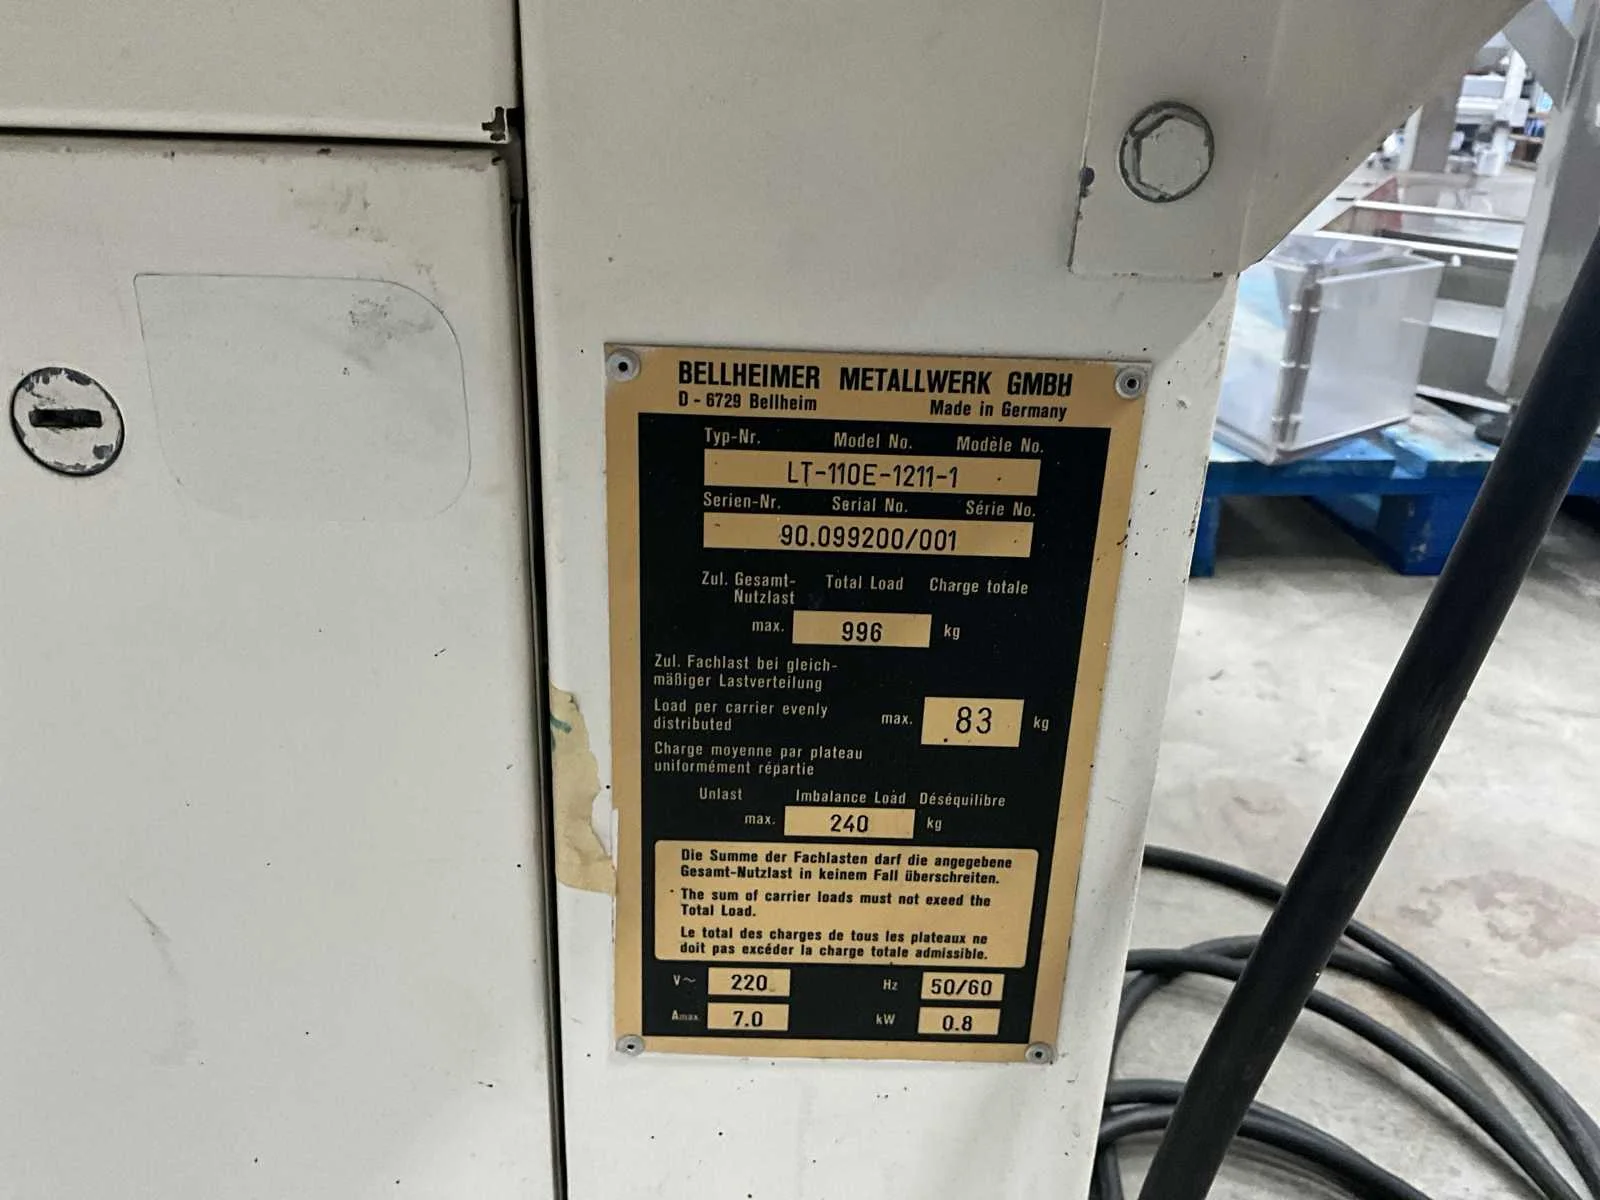 BELLHEIMER METALLWERK GMBH
D - 6729 Bellheim Made in Germany
Typ-Nr. Model No. Modèle No.
LT-110E-1211-1
Serien-Nr. Serial No. Série No.
90.099200/001
Zul. Gesamt- Total Load Charge totale
Nutzlast
max. 996 kg
Zul. Fachlast bei gleich-
mäßiger Lastverteilung
Load per carrier evenly
distributed
max. 83 kg
Charge moyenne par plateau
uniformément répartie
Unlast Imbalance Load Déséquilibre
max. 240 kg
Die Summe der Fachlasten darf die angegebene
Gesamt-Nutzlast in keinem Fall überschreiten.
The sum of carrier loads must not exeed the
Total Load.
Le total des charges de tous les plateaux ne
doit pas excéder la charge totale admissible.
V~ 220 Hz 50/60
Amax 7.0 kW 0.8